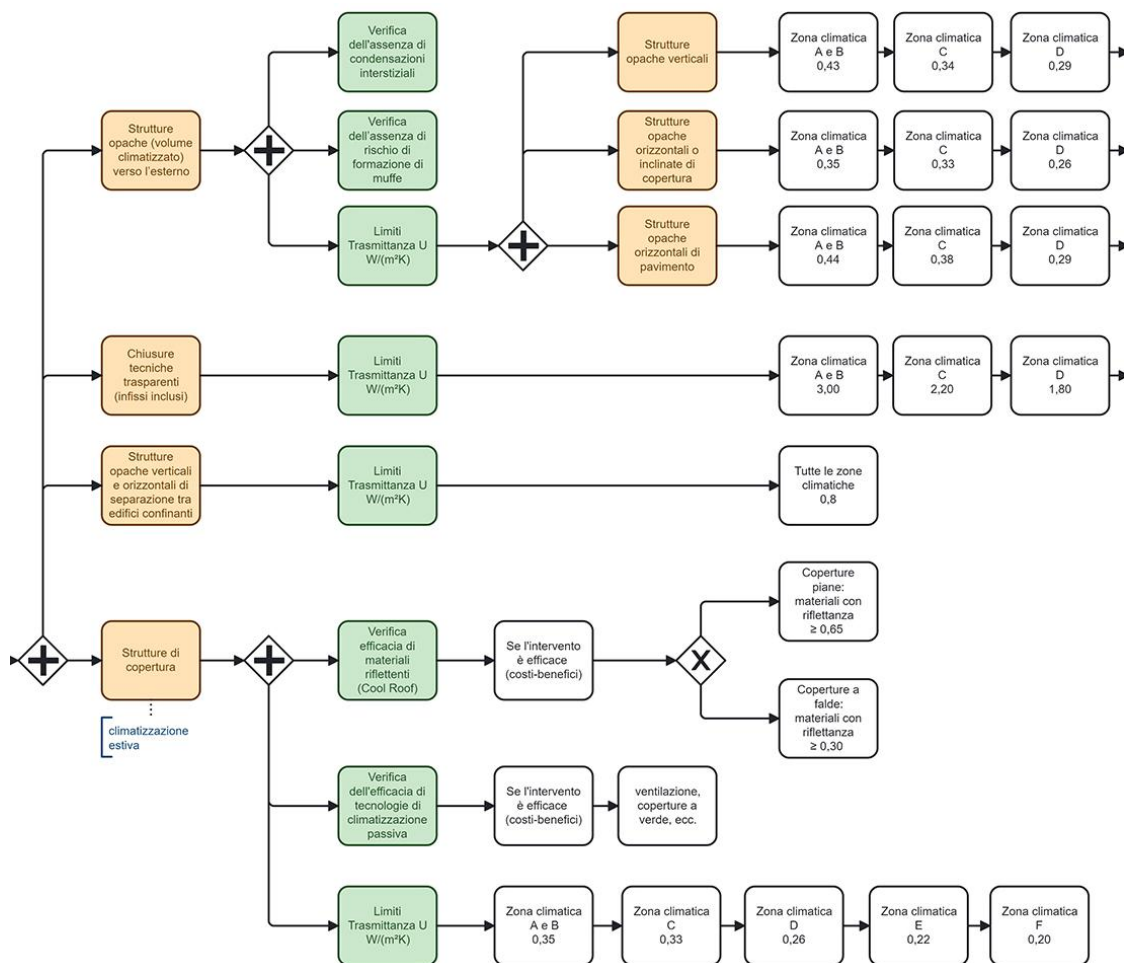 Verifica
dell'assenza di
condensazioni
interstiziali
Strutture
opache verticali
Zona climatica
A e B
0,43
Zona climatica
C
0,34
Zona climatica
D
0,29
Strutture
opache (volume
climatizzato)
verso l'esterno
Verifica
dell'assenza di
rischio di
formazione di
muffe
Strutture
opache
orizzontali o
inclinate di
copertura
Zona climatica
A e B
0,35
Zona climatica
C
0,33
Zona climatica
D
0,26
Limiti
Trasmittanza U
W/(m²K)
Strutture
opache
orizzontali di
pavimento
Zona climatica
A e B
0,44
Zona climatica
C
0,38
Zona climatica
D
0,29
Chiusure
tecniche
trasparenti
(infissi inclusi)
Limiti
Trasmittanza U
W/(m²K)
Zona climatica
A e B
3,00
Zona climatica
C
2,20
Zona climatica
D
1,80
Strutture
opache verticali
e orizzontali di
separazione tra
edifici confinanti
Limiti
Trasmittanza U
W/(m²K)
Tutte le zone
climatiche
0,8
Strutture di
copertura
climatizzazione
estiva
Verifica
efficacia di
materiali
riflettenti
(Cool Roof)
Se l'intervento
è efficace
(costi-benefici)
X
Coperture
piane:
materiali con
riflettanza
≥ 0,65
Coperture a
falde:
materiali con
riflettanza
≥ 0,30
Verifica
dell'efficacia di
tecnologie di
climatizzazione
passiva
Se l'intervento
è efficace
(costi-benefici)
ventilazione,
coperture a
verde, ecc.
Limiti
Trasmittanza U
W/(m²K)
Zona climatica
A e B
0,35
Zona climatica
C
0,33
Zona climatica
D
0,26
Zona climatica
E
0,22
Zona climatica
F
0,20